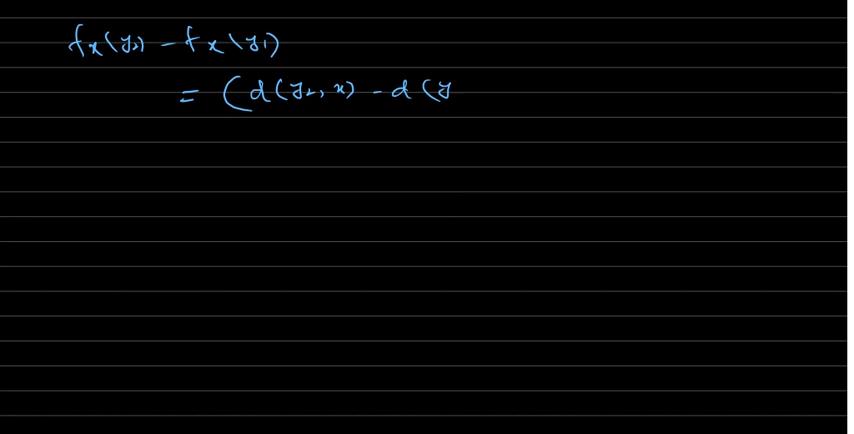 fx(y2) - fx(y1)
= (d(y2, x) - d(y